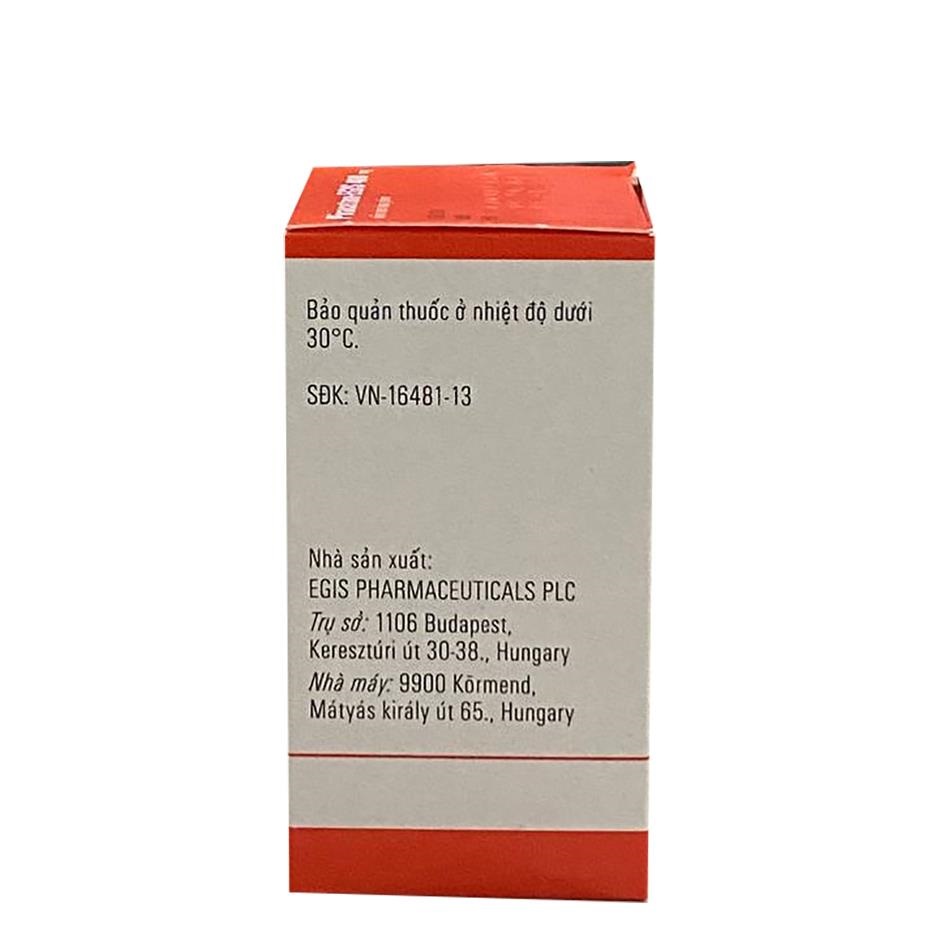 Bảo quản thuốc ở nhiệt độ dưới
30°C.
SĐK: VN-16481-13
Nhà sản xuất:
EGIS PHARMACEUTICALS PLC
Trụ sở: 1106 Budapest,
Keresztúri út 30-38., Hungary
Nhà máy: 9900 Körmend,
Mátyás király út 65., Hungary